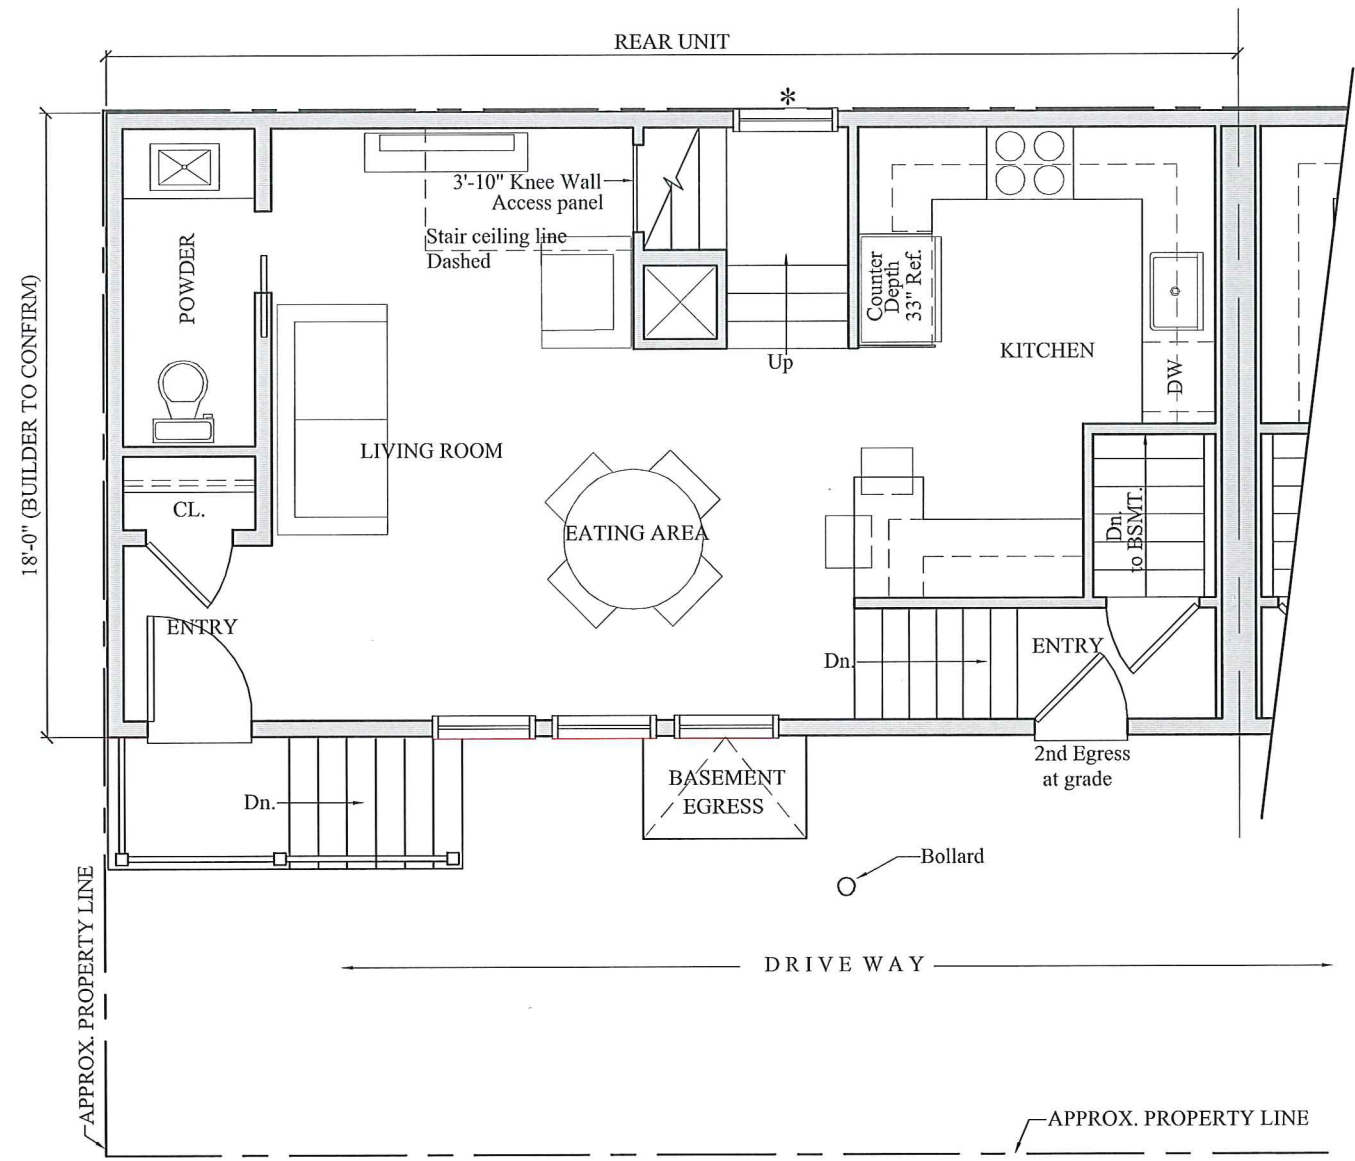 REAR UNIT
*
3'-10" Knee Wall
Access panel
Stair ceiling line
Dashed
POWDER
Counter
Depth
33" Ref.
KITCHEN
Up
DW
18'-0" (BUILDER TO CONFIRM)
LIVING ROOM
CL.
EATING AREA
Dn.
to BSMT.
ENTRY
ENTRY
Dn.
2nd Egress
at grade
BASEMENT
EGRESS
Dn.
Bollard
DRIVE WAY
APPROX. PROPERTY LINE
APPROX. PROPERTY LINE